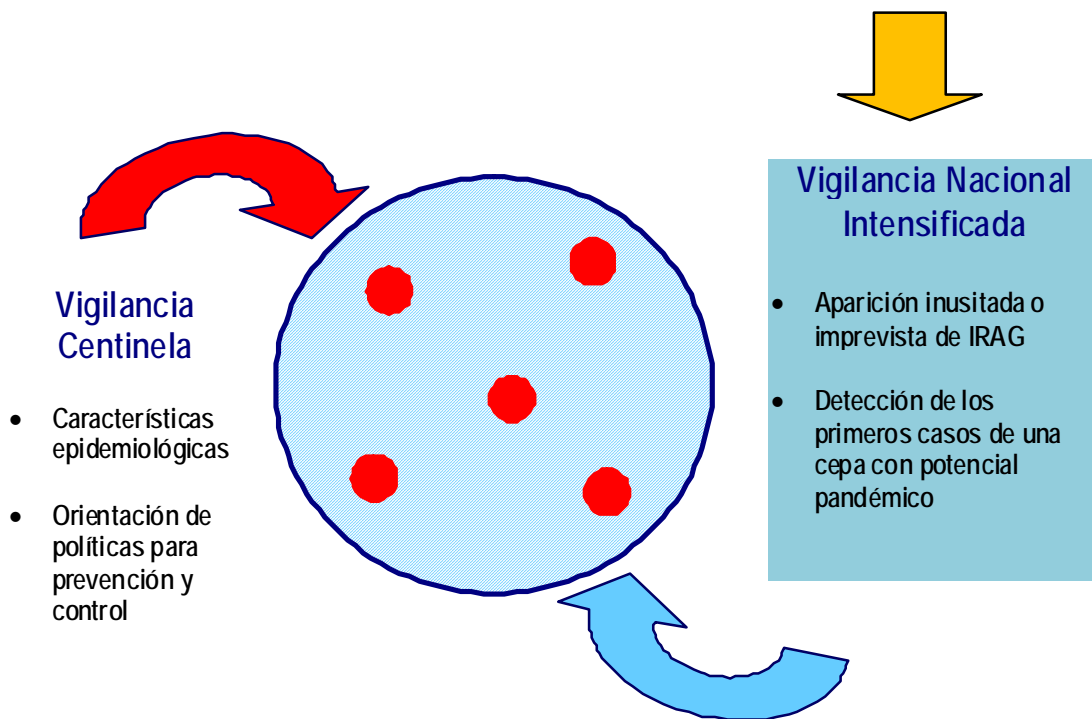 Vigilancia
Centinela
• Características
epidemiológicas
• Orientación de
políticas para
prevención y
control
Vigilancia Nacional
Intensificada
• Aparición inusitada o
imprevista de IRAG
• Detección de los
primeros casos de una
cepa con potencial
pandémico